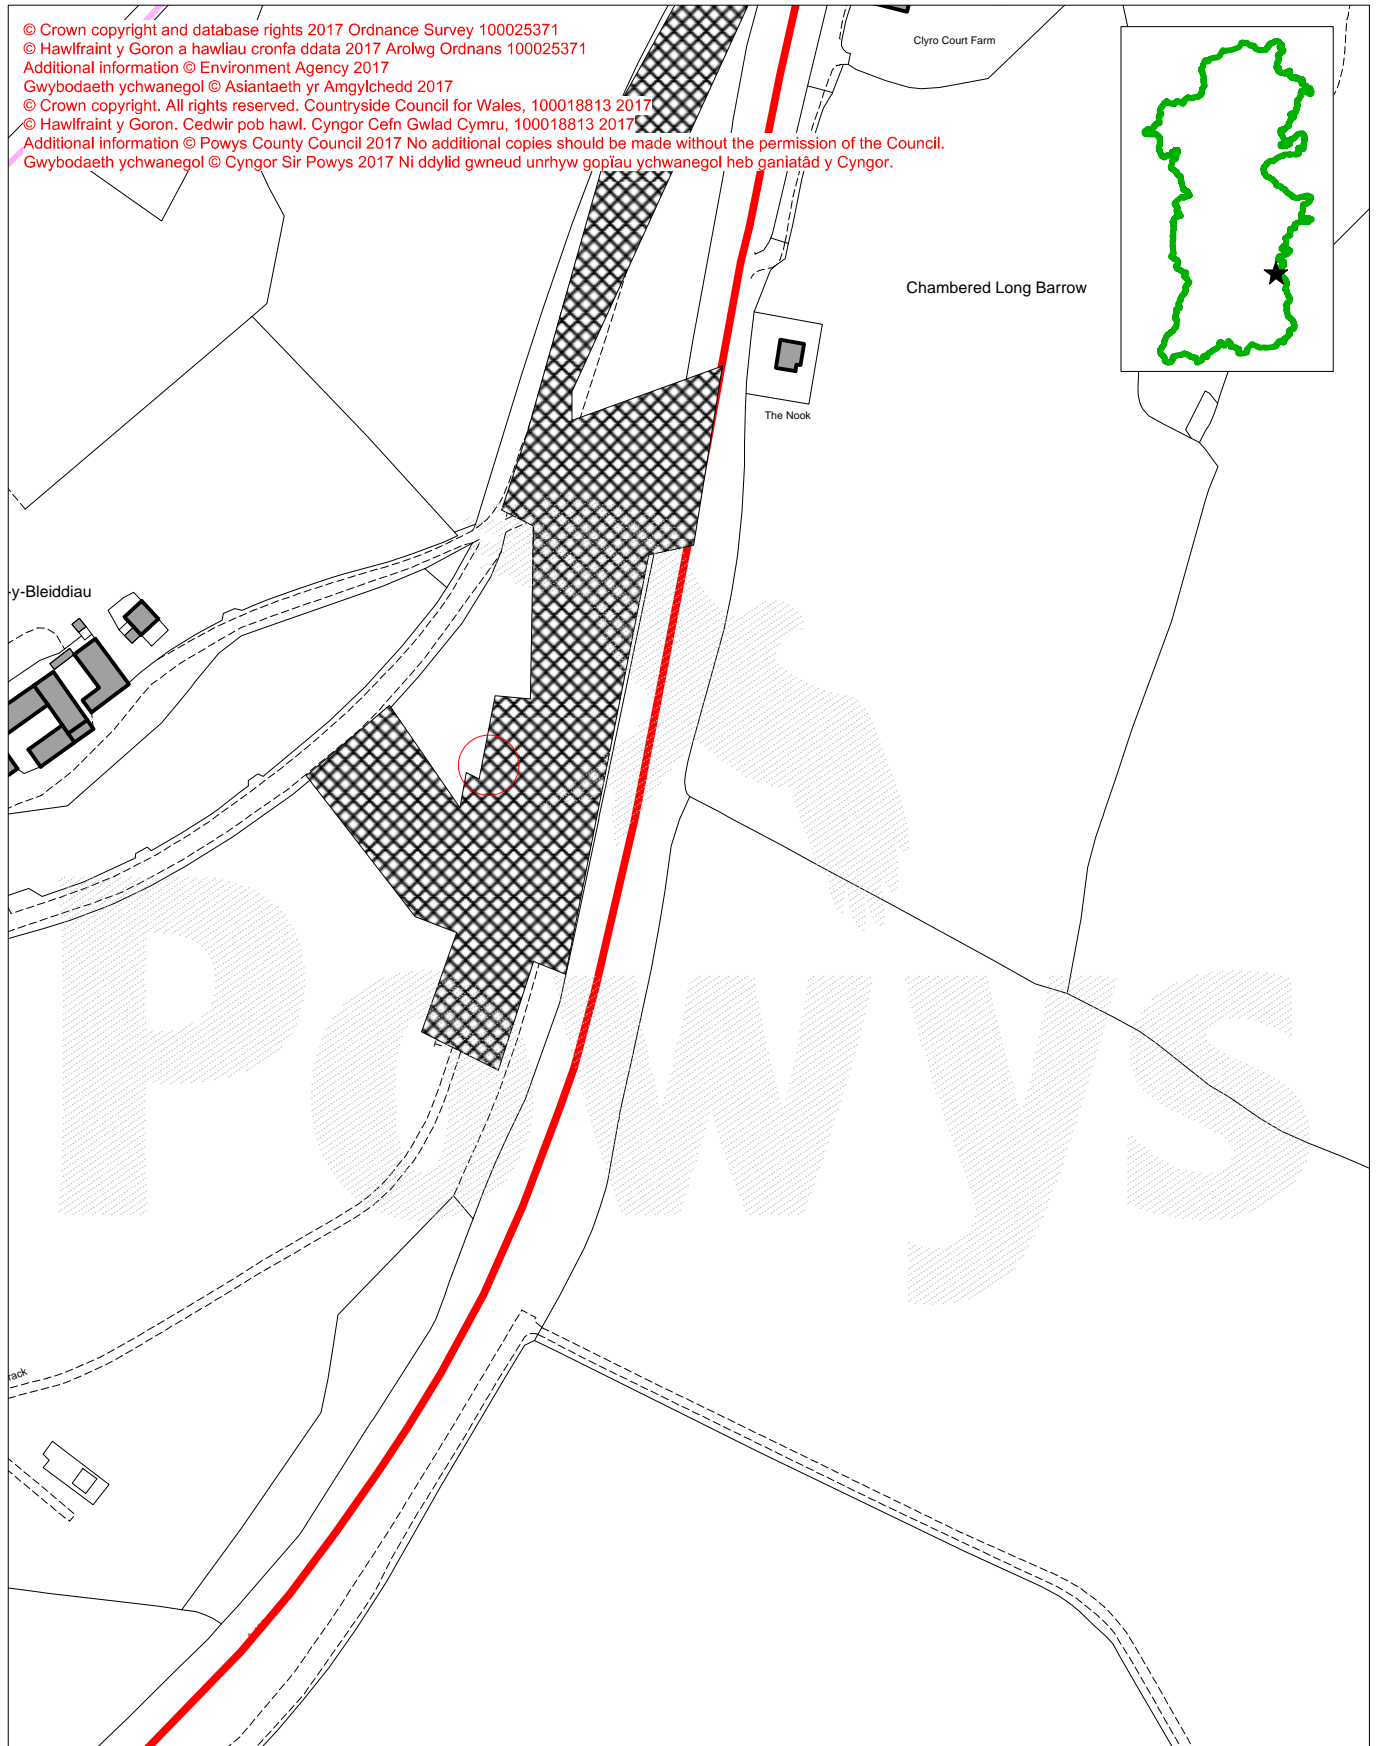 © Crown copyright and database rights 2017 Ordnance Survey 100025371
© Hawlfraint y Goron a hawliau cronfa ddata 2017 Arolwg Ordnans 100025371
Additional information © Environment Agency 2017
Gwybodaeth ychwanegol © Asiantaeth yr Amgylchedd 2017
© Crown copyright. All rights reserved. Countryside Council for Wales, 100018813 2017
© Hawlfraint y Goron. Cedwir pob hawl. Cyngor Cefn Gwlad Cymru, 100018813 2017
Additional information © Powys County Council 2017 No additional copies should be made without the permission of the Council.
Gwybodaeth ychwanegol © Cyngor Sir Powys 2017 Ni ddylid gwneud unrhyw gopïau ychwanegol heb ganiatâd y Cyngor.
Clyro Court Farm
Chambered Long Barrow
The Nook
-y-Bleiddiau
Powys
rack